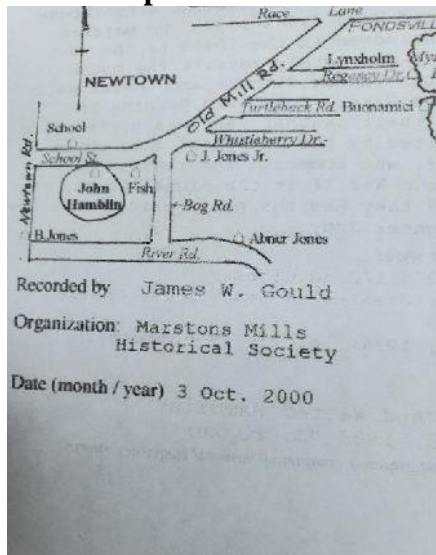 Race Lane
FONDSVILL
NEWTOWN
Old Mill Rd.
Lynxholm
Regency Dr.
Turtleback Rd. Buonamici
Whistleberry Dr.
School
School St.
J. Jones Jr.
John
Hamblin
Fish
Newtown Rd.
Bog Rd.
B.Jones
Abner Jones
River Rd.
Recorded by James W. Gould
Organization: Marstons Mills
Historical Society
Date (month / year) 3 Oct. 2000